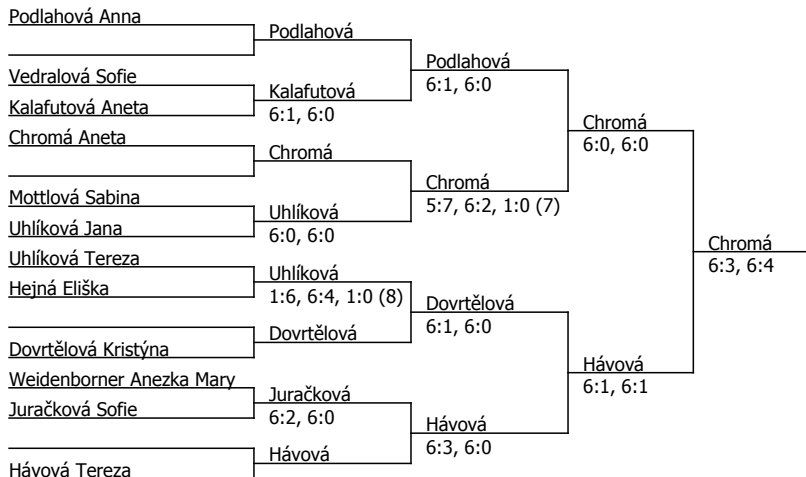 Podlahová Anna
Vedralová Sofie
Kalafutová Aneta
Chromá Aneta
Mottlová Sabina
Uhlíková Jana
Uhlíková Tereza
Hejná Eliška
Dovrtělová Kristýna
Weidenborner Anezka Mary
Juračková Sofie
Hávová Tereza
Podlahová
Kalafutová
6:1, 6:0
Chromá
Uhlíková
6:0, 6:0
Uhlíková
1:6, 6:4, 1:0 (8)
Dovrtělová
Juračková
6:2, 6:0
Hávová
Podlahová
6:1, 6:0
Chromá
5:7, 6:2, 1:0 (7)
Dovrtělová
6:1, 6:0
Hávová
6:3, 6:0
Chromá
6:0, 6:0
Hávová
6:1, 6:1
Chromá
6:3, 6:4